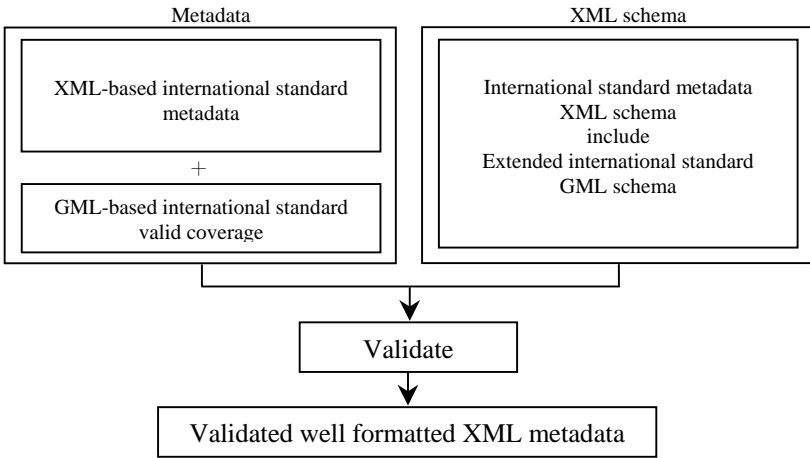 Metadata
XML-based international standard
metadata
+
GML-based international standard
valid coverage
XML schema
International standard metadata
XML schema
include
Extended international standard
GML schema
Validate
Validated well formatted XML metadata